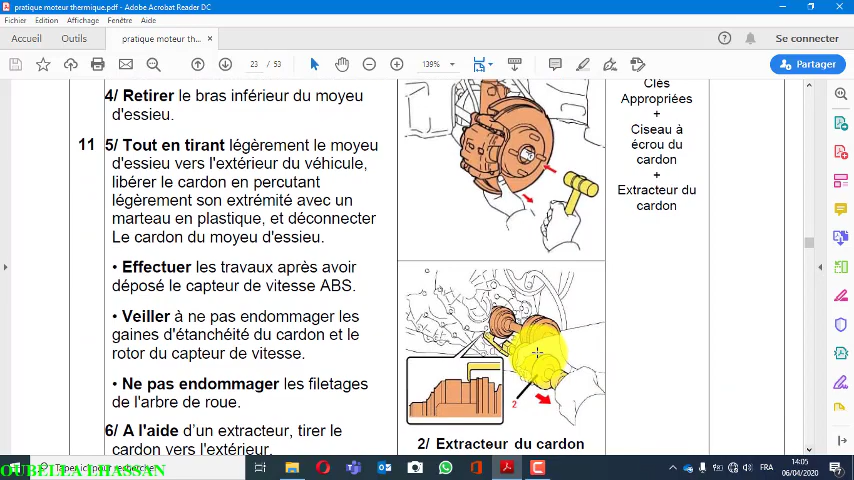 pratique moteur thermique.pdf - Adobe Acrobat Reader DC
Fichier Edition Affichage Fenêtre Aide
Accueil Outils pratique moteur ther... × Se connecter
23 / 53 139% Partager
4/ Retirer le bras inférieur du moyeu
d'essieu.
11 5/ Tout en tirant légèrement le moyeu
d'essieu vers l'extérieur du véhicule,
libérer le cardon en percutant
légèrement son extrémité avec un
marteau en plastique, et déconnecter
Le cardon du moyeu d'essieu.
• Effectuer les travaux après avoir
déposé le capteur de vitesse ABS.
• Veiller à ne pas endommager les
gaines d'étanchéité du cardon et le
rotor du capteur de vitesse.
• Ne pas endommager les filetages
de l'arbre de roue.
6/ A l'aide d'un extracteur, tirer le
cardon vers l'extérieur.
2
2/ Extracteur du cardon
Clés
Appropriées
+
Ciseau à
écrou du
cardon
+
Extracteur du
cardon
OUBELLA LHASSAN
Tapez ici pour rechercher
FRA
14:05
06/04/2020